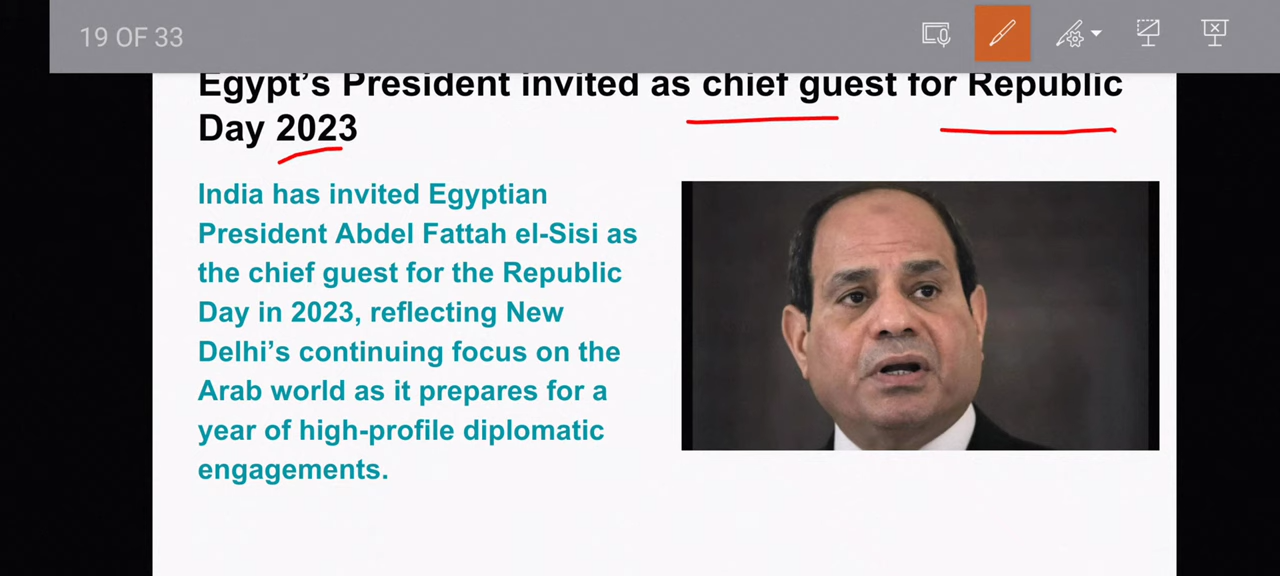 19 OF 33
Egypt's President invited as chief guest for Republic
Day 2023
India has invited Egyptian
President Abdel Fattah el-Sisi as
the chief guest for the Republic
Day in 2023, reflecting New
Delhi's continuing focus on the
Arab world as it prepares for a
year of high-profile diplomatic
engagements.